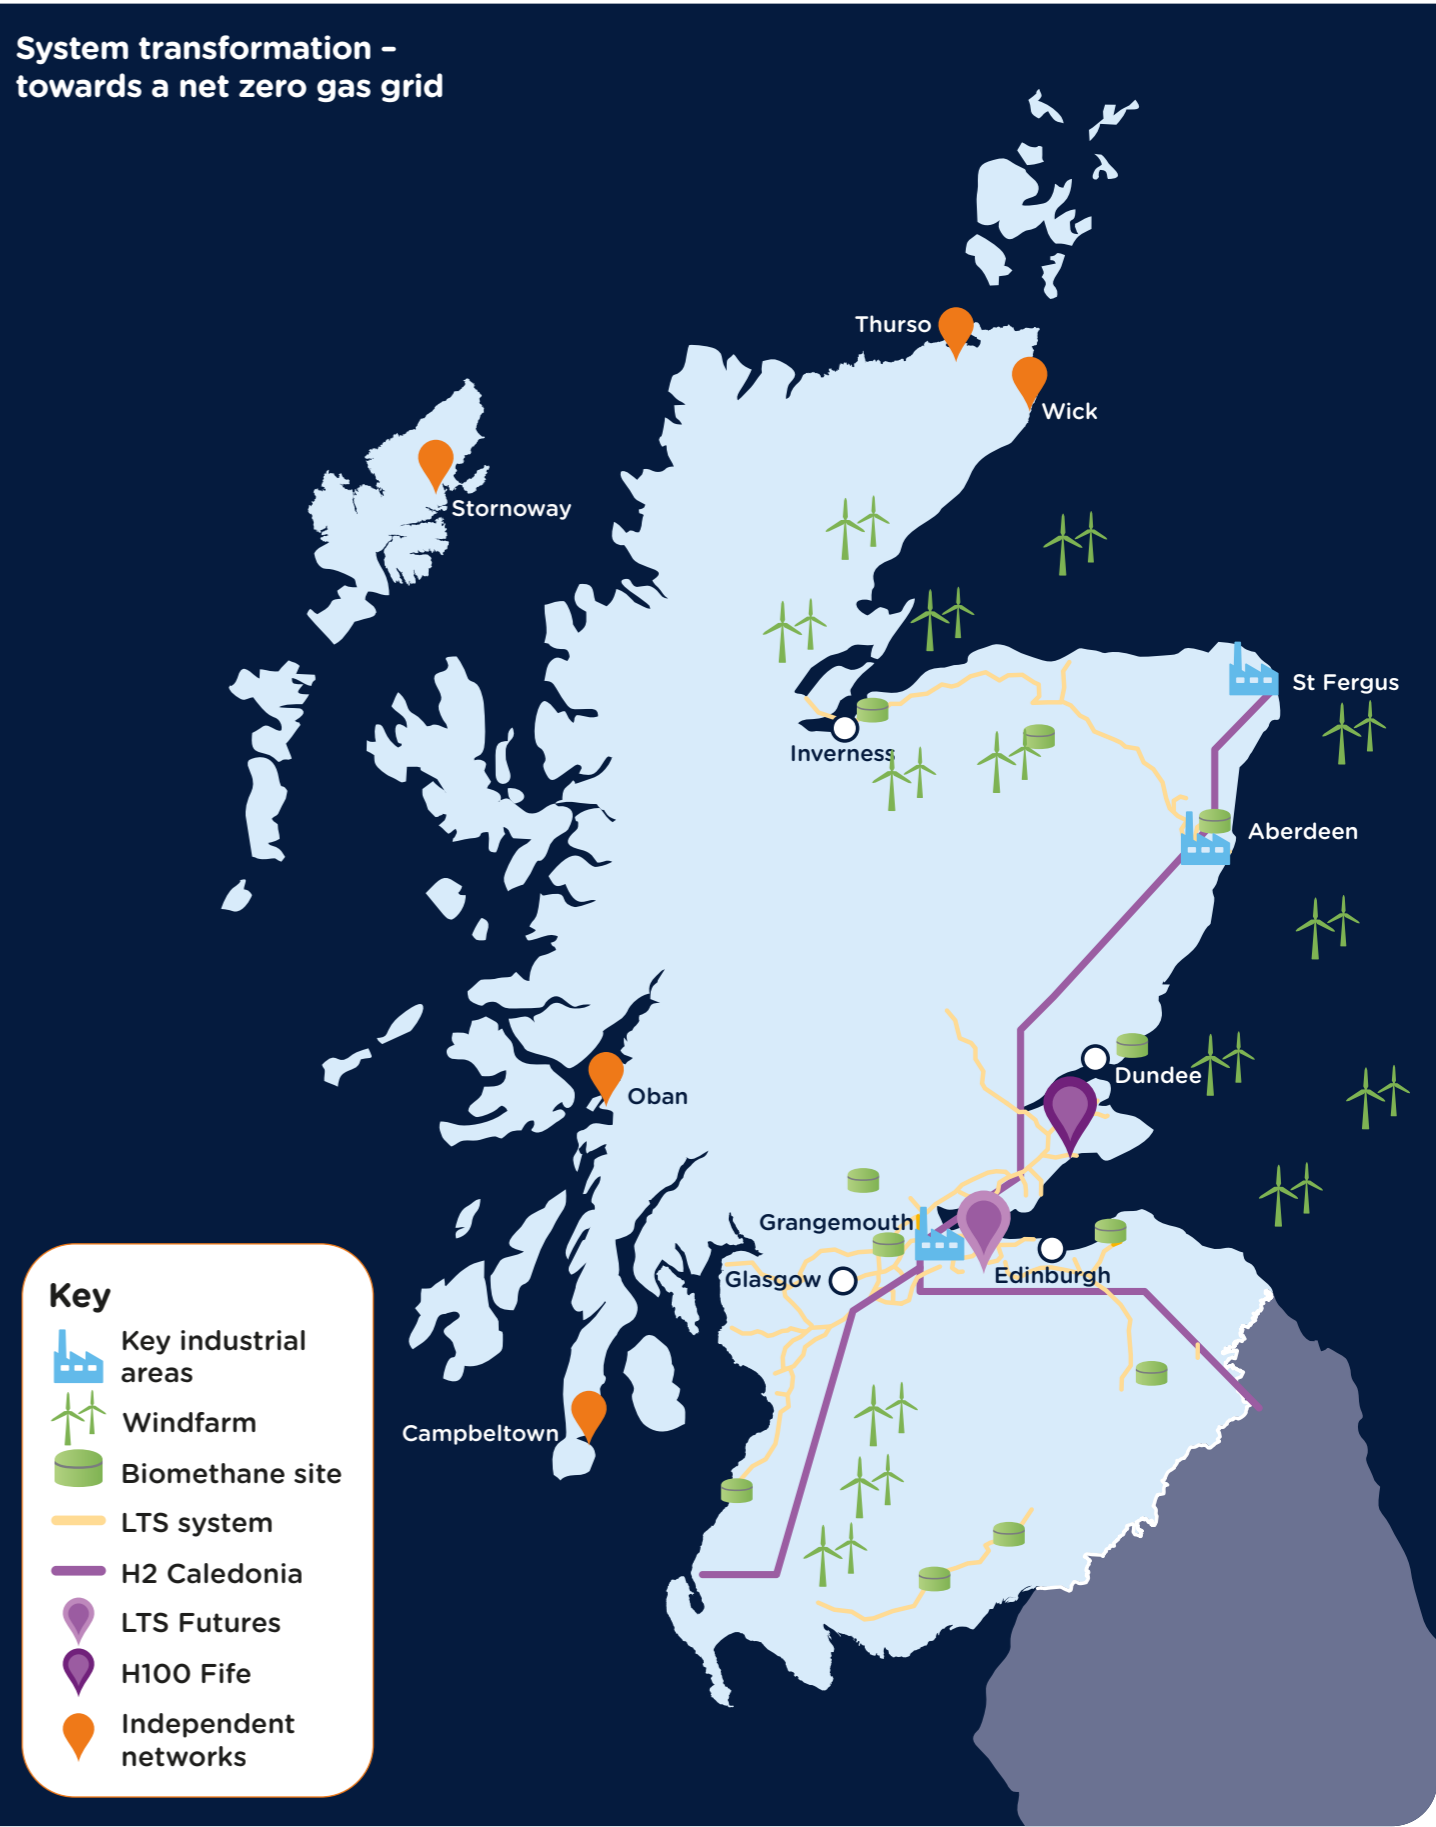 System transformation –
towards a net zero gas grid
Thurso
Wick
Stornoway
St Fergus
Inverness
Aberdeen
Dundee
Oban
Grangemouth
Glasgow
Edinburgh
Campbeltown
Key
Key industrial
areas
Windfarm
Biomethane site
LTS system
H2 Caledonia
LTS Futures
H100 Fife
Independent
networks